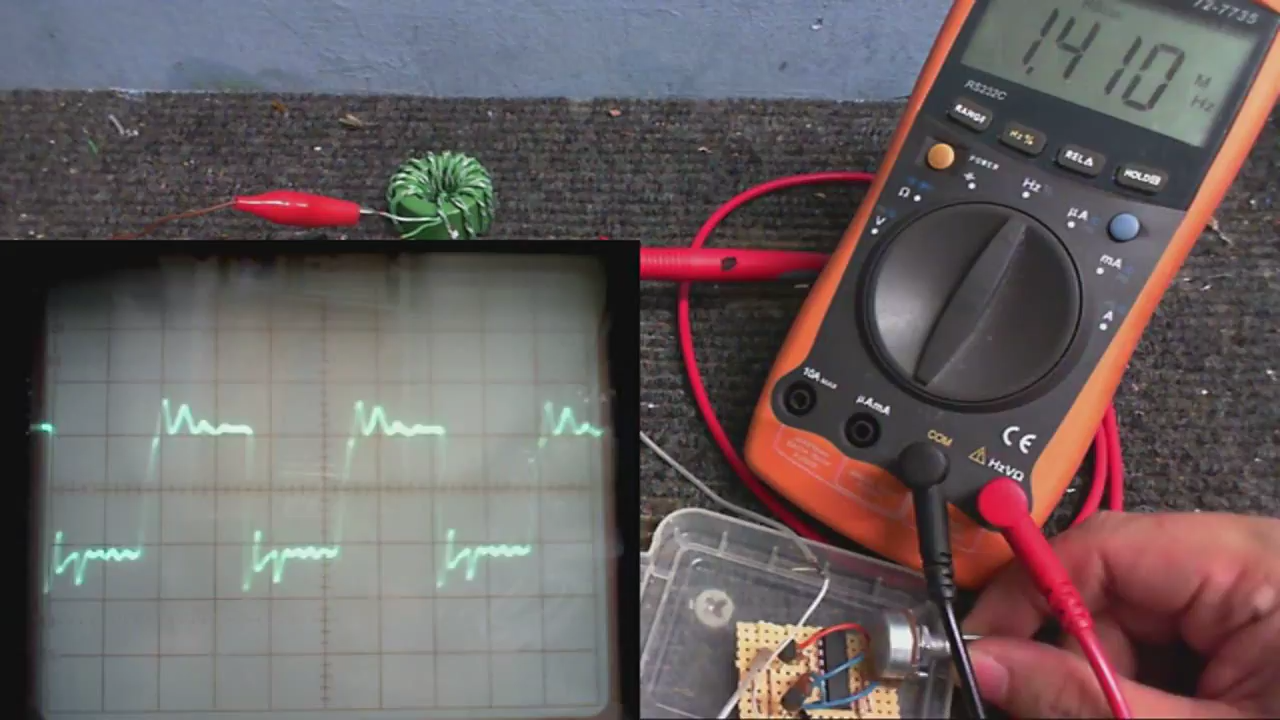 72-7735
1.410
M
Hz
RS232C
RANGE
Hz%
RELΔ
HOLD
POWER
Ω
Hz
V
μA
mA
A
10A MAX
μAmA
COM
CE
HzVΩ